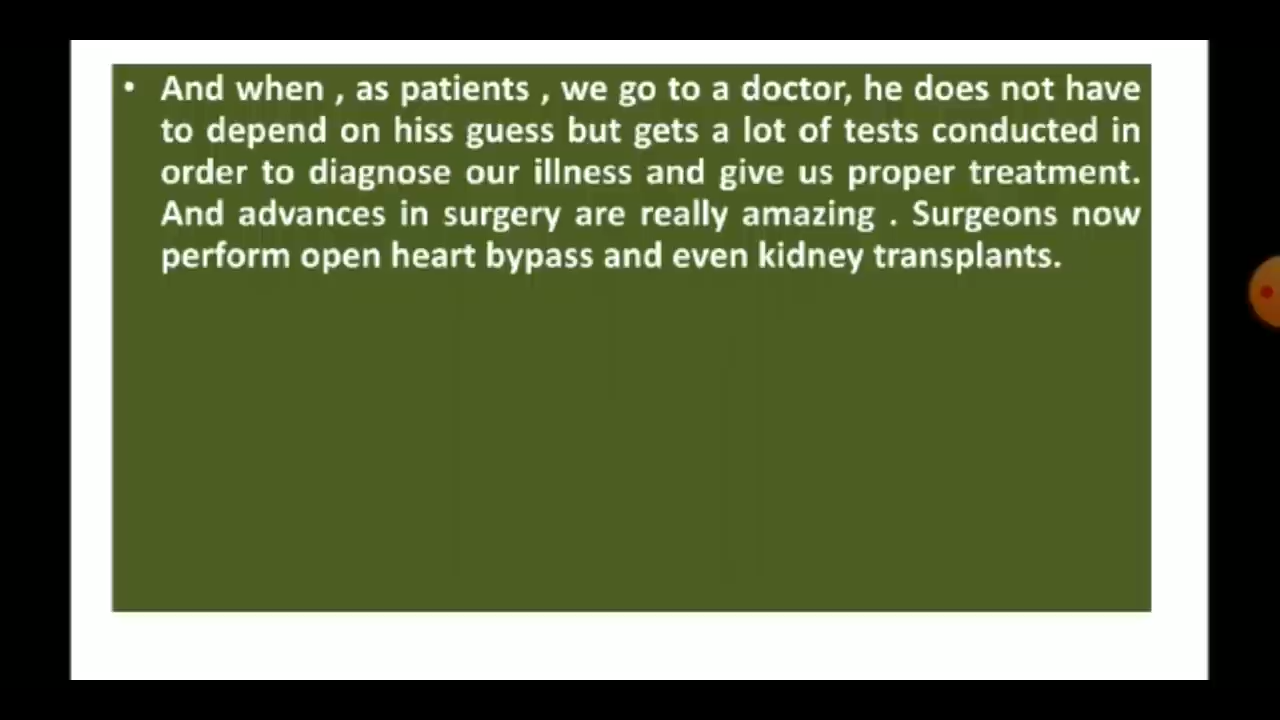 • And when , as patients , we go to a doctor, he does not have
to depend on hiss guess but gets a lot of tests conducted in
order to diagnose our illness and give us proper treatment.
And advances in surgery are really amazing . Surgeons now
perform open heart bypass and even kidney transplants.